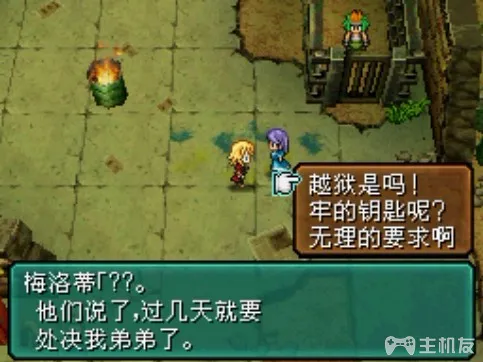 越狱是吗！
牢的钥匙呢？
无理的要求啊
梅洛蒂「??。
他们说了,过几天就要
处决我弟弟了。
主机友